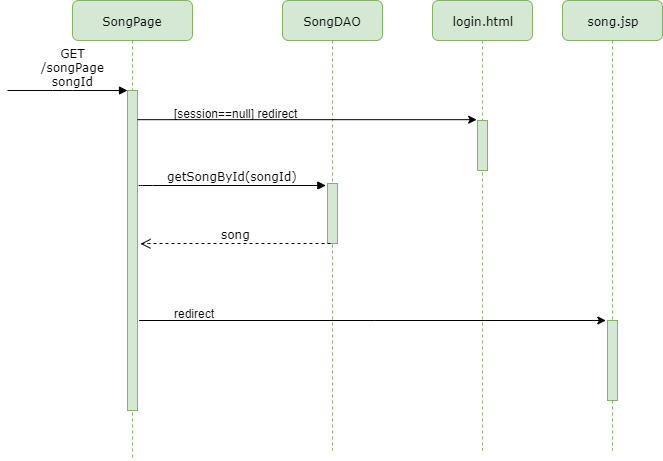 SongPage
SongDAO
login.html
song.jsp
GET
/songPage
songId
[session==null] redirect
getSongById(songId)
song
redirect